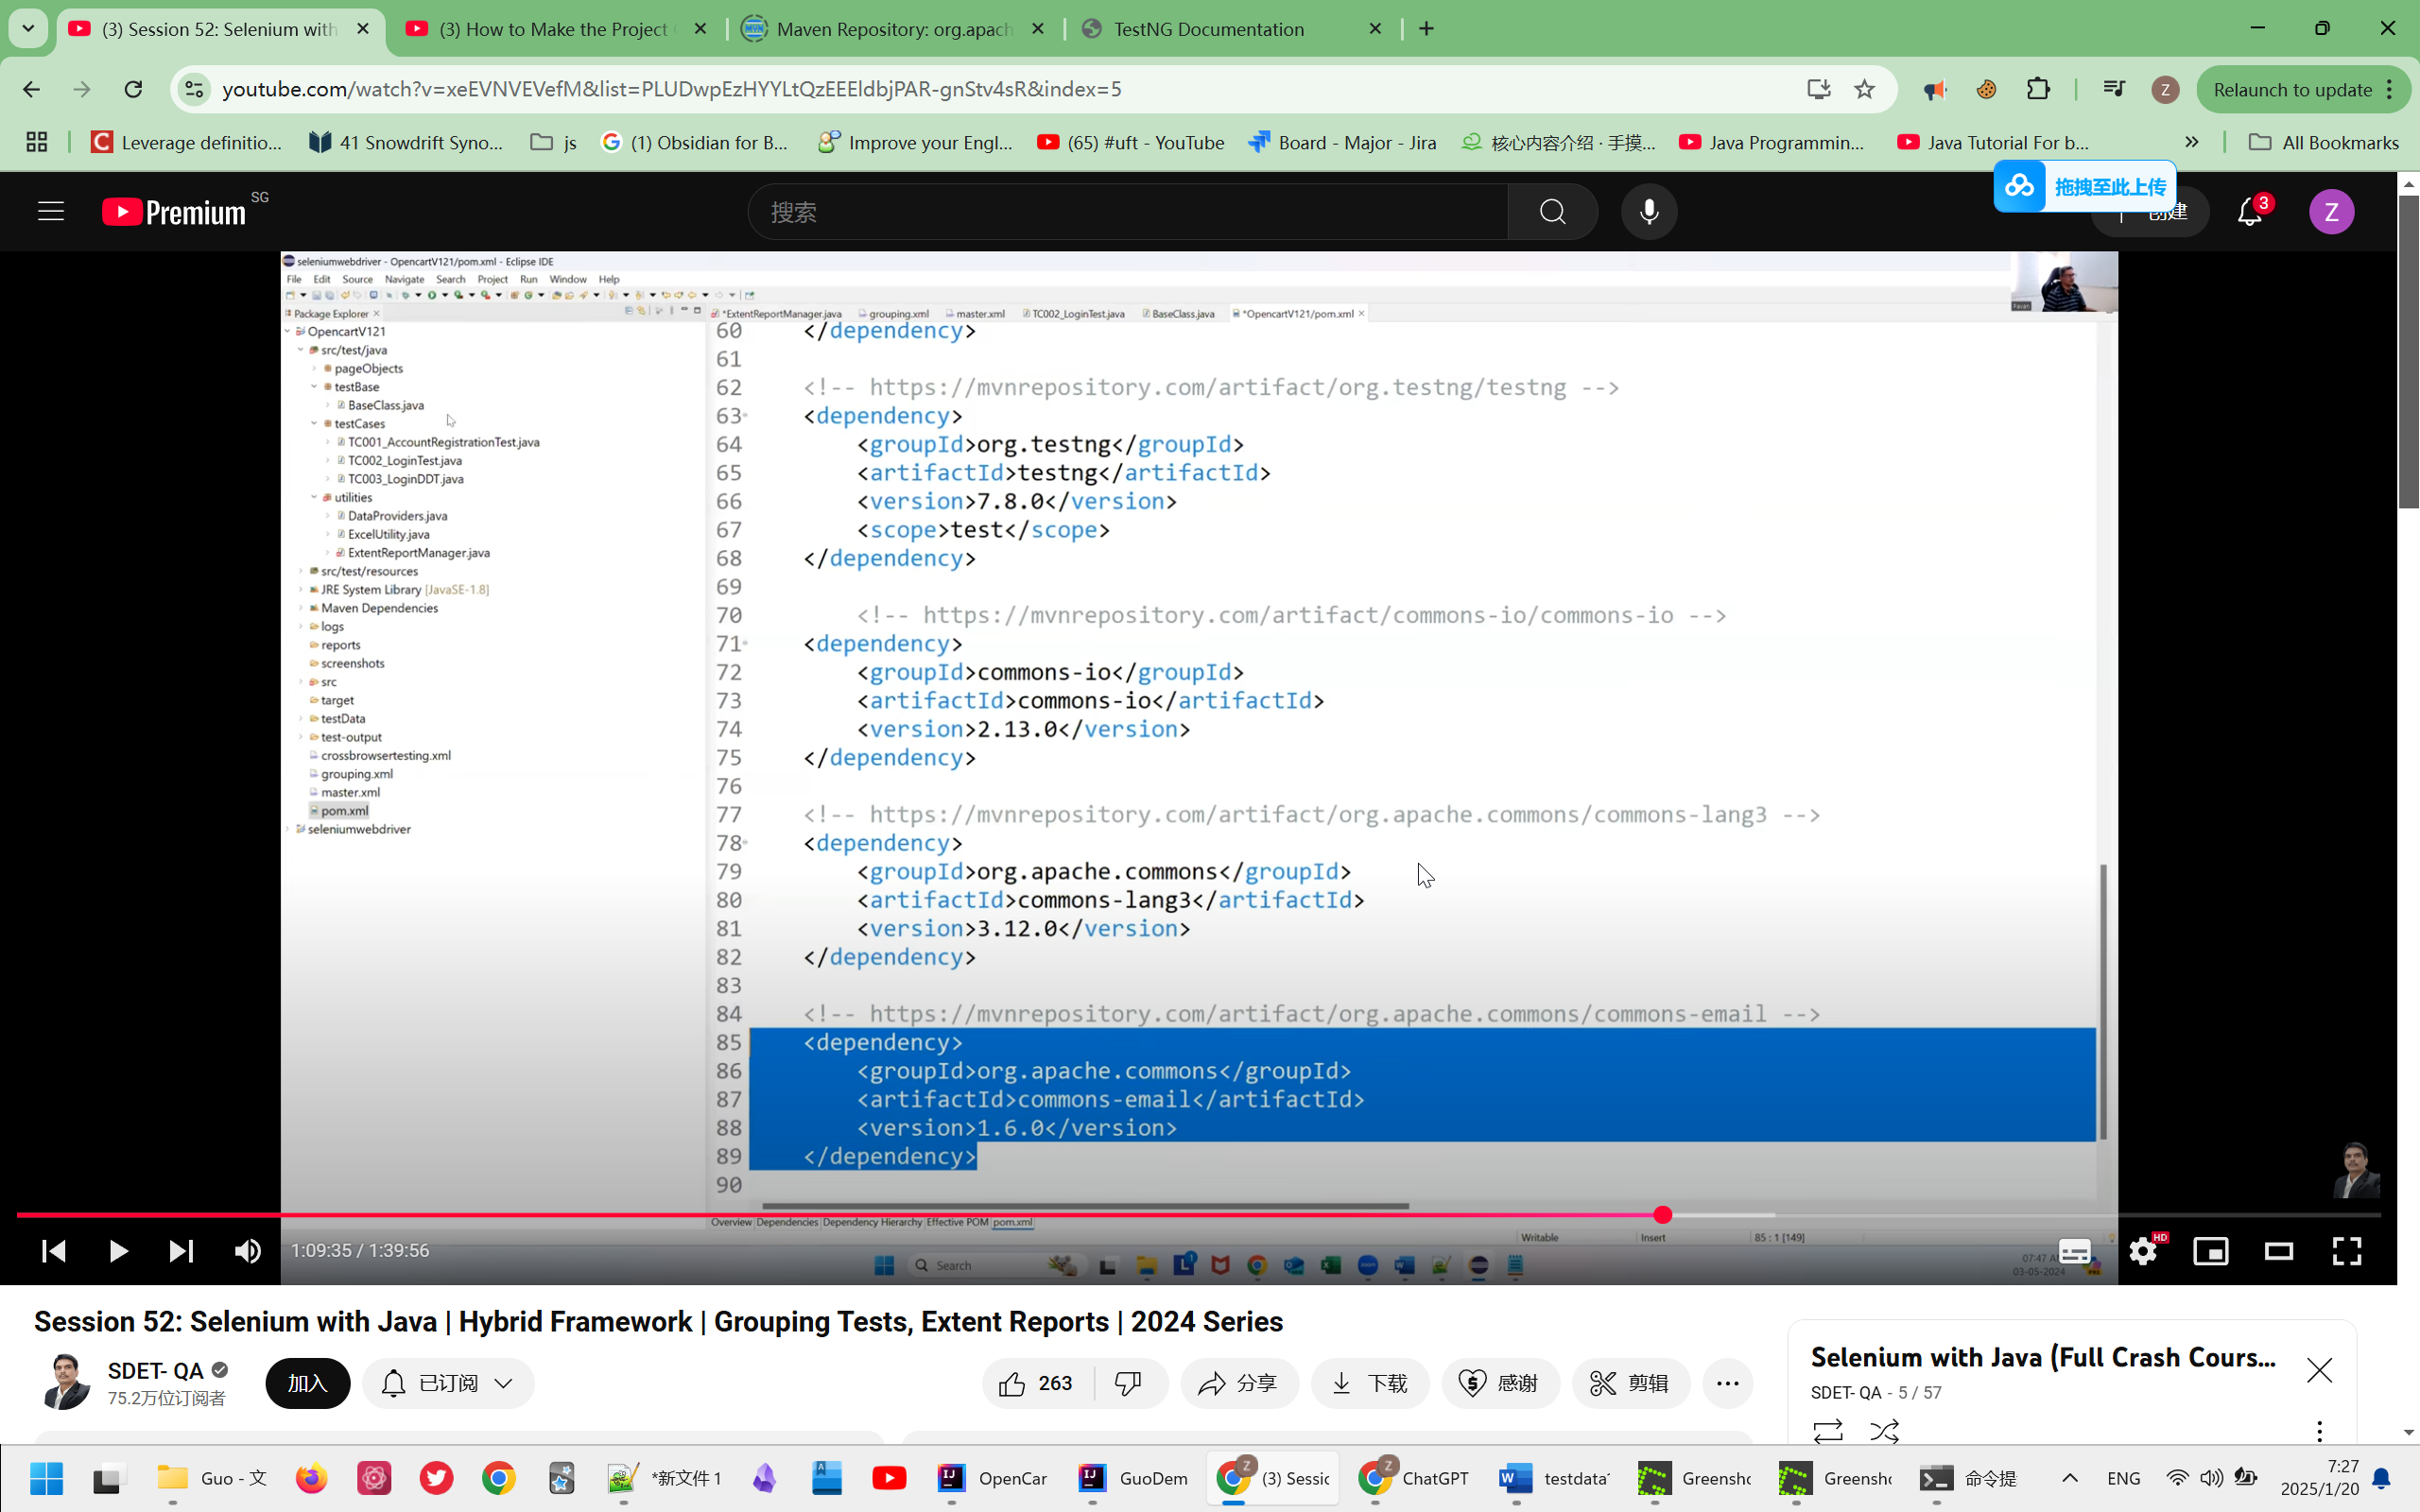 (3) Session 52: Selenium with
(3) How to Make the Project
Maven Repository: org.apach
TestNG Documentation
youtube.com/watch?v=xeEVNVEVefM&list=PLUDwpEzHYYLtQzEEEldbjPAR-gnStv4sR&index=5
Z
Relaunch to update
Leverage definitio...
41 Snowdrift Syno...
js
(1) Obsidian for B...
Improve your Engl...
(65) #uft - YouTube
Board - Major - Jira
核心内容介绍 · 手摸...
Java Programmin...
Java Tutorial For b...
All Bookmarks
拖拽至此上传
Premium
SG
搜索
创建
3
Z
seleniumwebdriver - OpencartV121/pom.xml - Eclipse IDE
File Edit Source Navigate Search Project Run Window Help
Package Explorer
*ExtentReportManager.java
grouping.xml
master.xml
TC002_LoginTest.java
BaseClass.java
*OpencartV121/pom.xml
OpencartV121
src/test/java
pageObjects
testBase
BaseClass.java
testCases
TC001_AccountRegistrationTest.java
TC002_LoginTest.java
TC003_LoginDDT.java
utilities
DataProviders.java
ExcelUtility.java
ExtentReportManager.java
src/test/resources
JRE System Library [JavaSE-1.8]
Maven Dependencies
logs
reports
screenshots
src
target
testData
test-output
crossbrowsertesting.xml
grouping.xml
master.xml
pom.xml
seleniumwebdriver
60 </dependency>
61
62 <!-- https://mvnrepository.com/artifact/org.testng/testng -->
63 <dependency>
64 <groupId>org.testng</groupId>
65 <artifactId>testng</artifactId>
66 <version>7.8.0</version>
67 <scope>test</scope>
68 </dependency>
69
70 <!-- https://mvnrepository.com/artifact/commons-io/commons-io -->
71 <dependency>
72 <groupId>commons-io</groupId>
73 <artifactId>commons-io</artifactId>
74 <version>2.13.0</version>
75 </dependency>
76
77 <!-- https://mvnrepository.com/artifact/org.apache.commons/commons-lang3 -->
78 <dependency>
79 <groupId>org.apache.commons</groupId>
80 <artifactId>commons-lang3</artifactId>
81 <version>3.12.0</version>
82 </dependency>
83
84 <!-- https://mvnrepository.com/artifact/org.apache.commons/commons-email -->
85 <dependency>
86 <groupId>org.apache.commons</groupId>
87 <artifactId>commons-email</artifactId>
88 <version>1.6.0</version>
89 </dependency>
90
Overview Dependencies Dependency Hierarchy Effective POM pom.xml
Writable Insert 85 : 1 [149]
1:09:35 / 1:39:56
Search
07:47 A
03-05-2024
HD
Session 52: Selenium with Java | Hybrid Framework | Grouping Tests, Extent Reports | 2024 Series
SDET- QA
75.2万位订阅者
加入
已订阅
263
分享
下载
感谢
剪辑
Selenium with Java (Full Crash Cours...
SDET- QA - 5 / 57
Guo - 文
*新文件 1
OpenCar
GuoDem
(3) Sessic
ChatGPT
testdata
Greensho
Greensho
命令提
ENG
7:27
2025/1/20